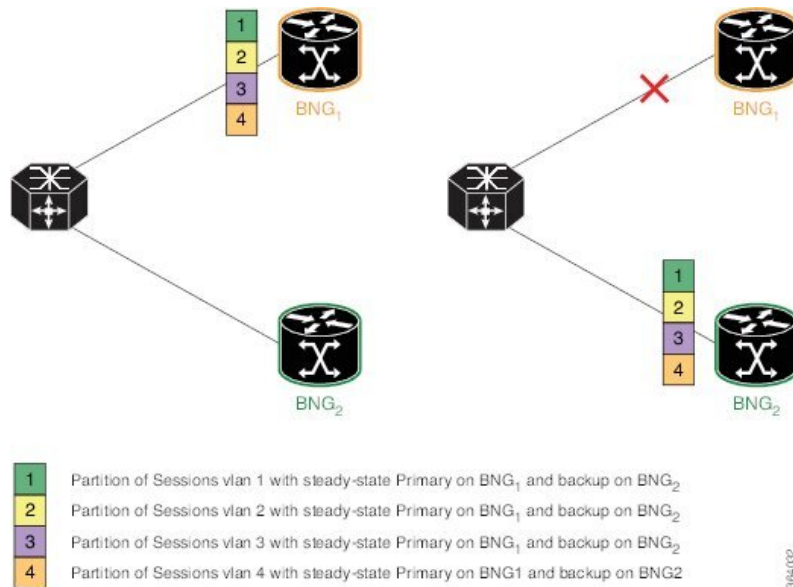 1
2
3
4
BNG1
BNG2
BNG1
1
2
3
4
BNG2
1 Partition of Sessions vlan 1 with steady-state Primary on BNG1 and backup on BNG2
2 Partition of Sessions vlan 2 with steady-state Primary on BNG1 and backup on BNG2
3 Partition of Sessions vlan 3 with steady-state Primary on BNG1 and backup on BNG2
4 Partition of Sessions vlan 4 with steady-state Primary on BNG1 and backup on BNG2